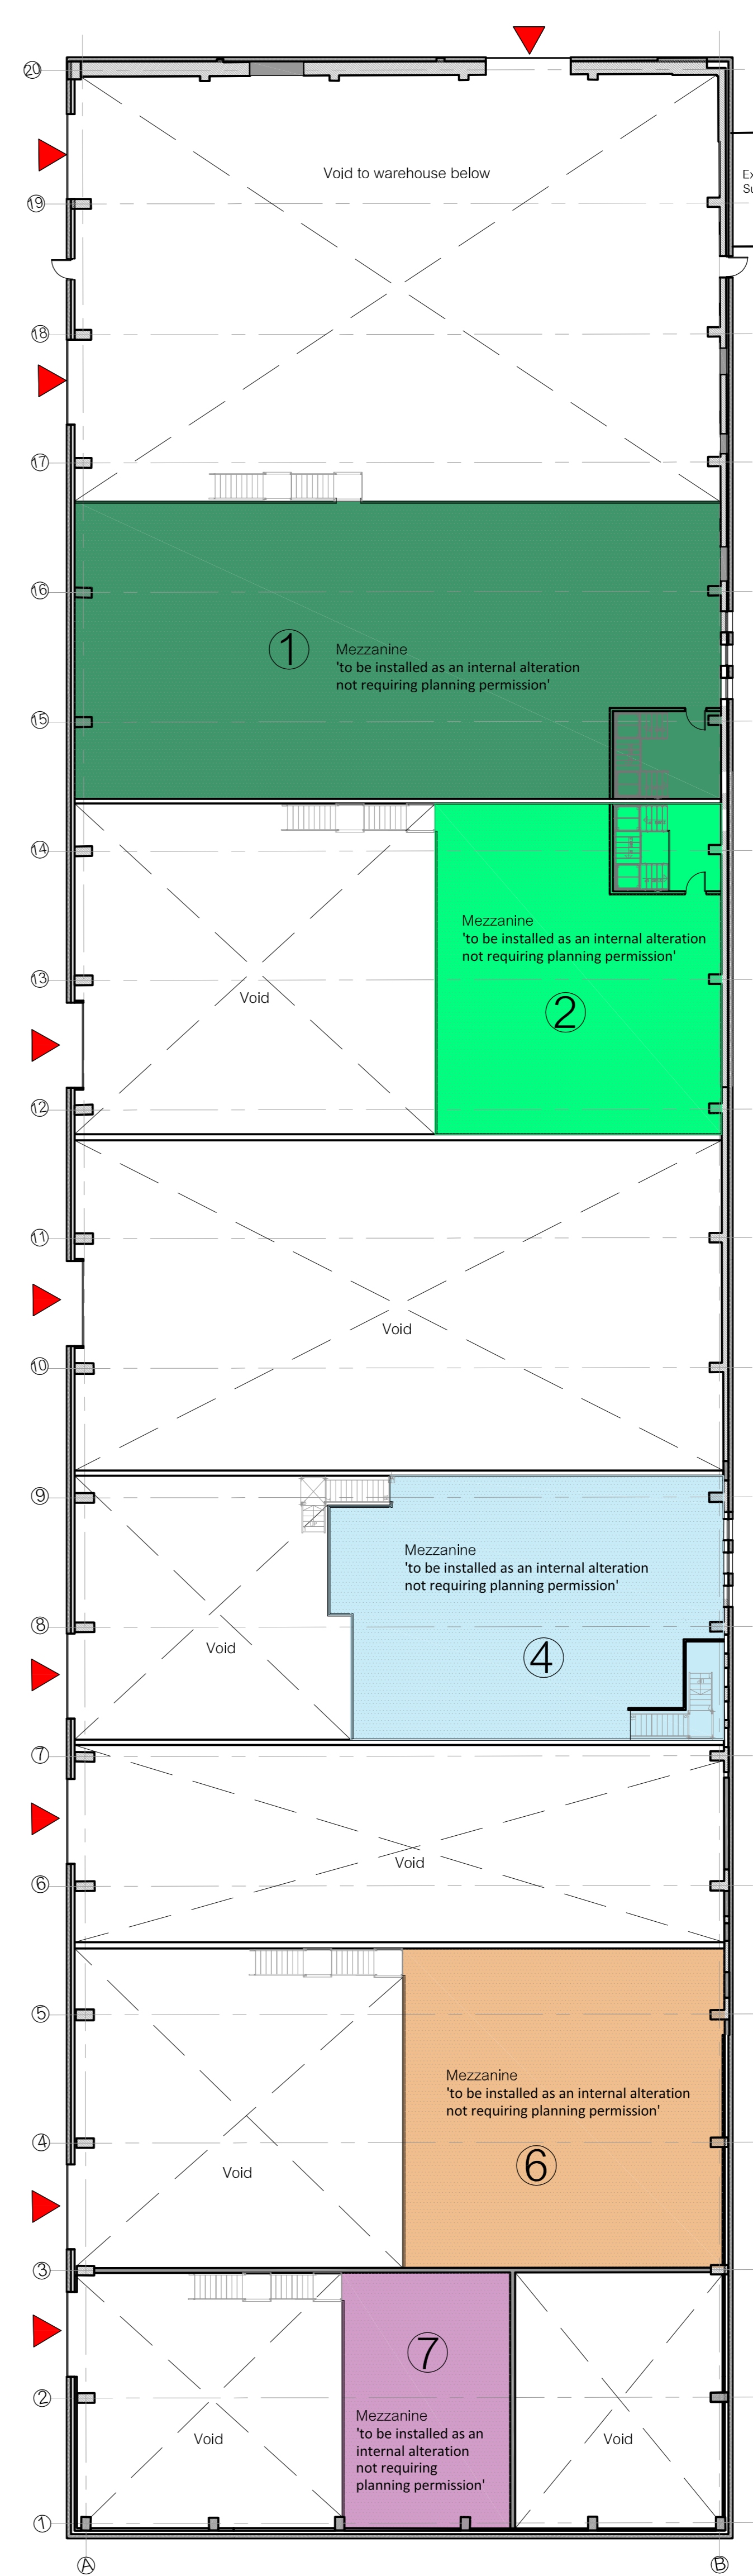 20
Void to warehouse below
Ex
Su
19
18
17
16
1
Mezzanine
'to be installed as an internal alteration
not requiring planning permission'
15
14
Mezzanine
'to be installed as an internal alteration
not requiring planning permission'
13
Void
2
12
11
Void
10
9
Mezzanine
'to be installed as an internal alteration
not requiring planning permission'
8
Void
4
7
Void
6
5
Mezzanine
'to be installed as an internal alteration
not requiring planning permission'
4
Void
6
3
7
2
Mezzanine
'to be installed as an
internal alteration
not requiring
planning permission'
Void
Void
1
A
B